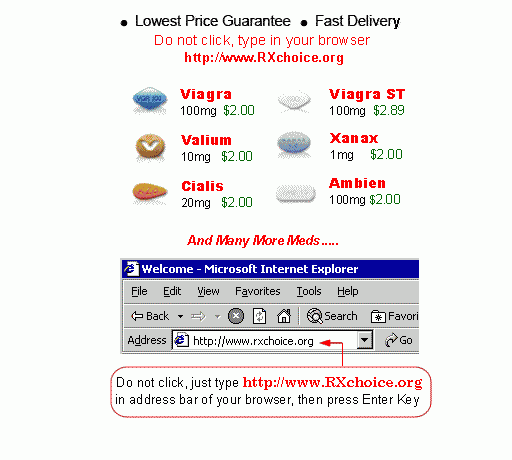 ● Lowest Price Guarantee ● Fast Delivery
Do not click, type in your browser
http://www.RXchoice.org
Viagra
100mg $2.00
Viagra ST
100mg $2.89
Valium
10mg $2.00
Xanax
1mg $2.00
Cialis
20mg $2.00
Ambien
100mg $2.00
And Many More Meds.....
Welcome - Microsoft Internet Explorer
File Edit View Favorites Tools Help
Back Search Favori
Address http://www.rxchoice.org Go
Do not click, just type http://www.RXchoice.org
in address bar of your browser, then press Enter Key